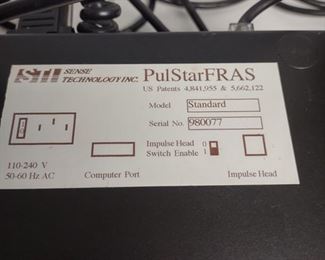 STI SENSE TECHNOLOGY INC. PulStarFRAS
US Patents 4,841,955 & 5,662,122
Model Standard
Serial No. 980077
Impulse Head 0
Switch Enable 1
110-240 V
50-60 Hz AC
Computer Port
Impulse Head